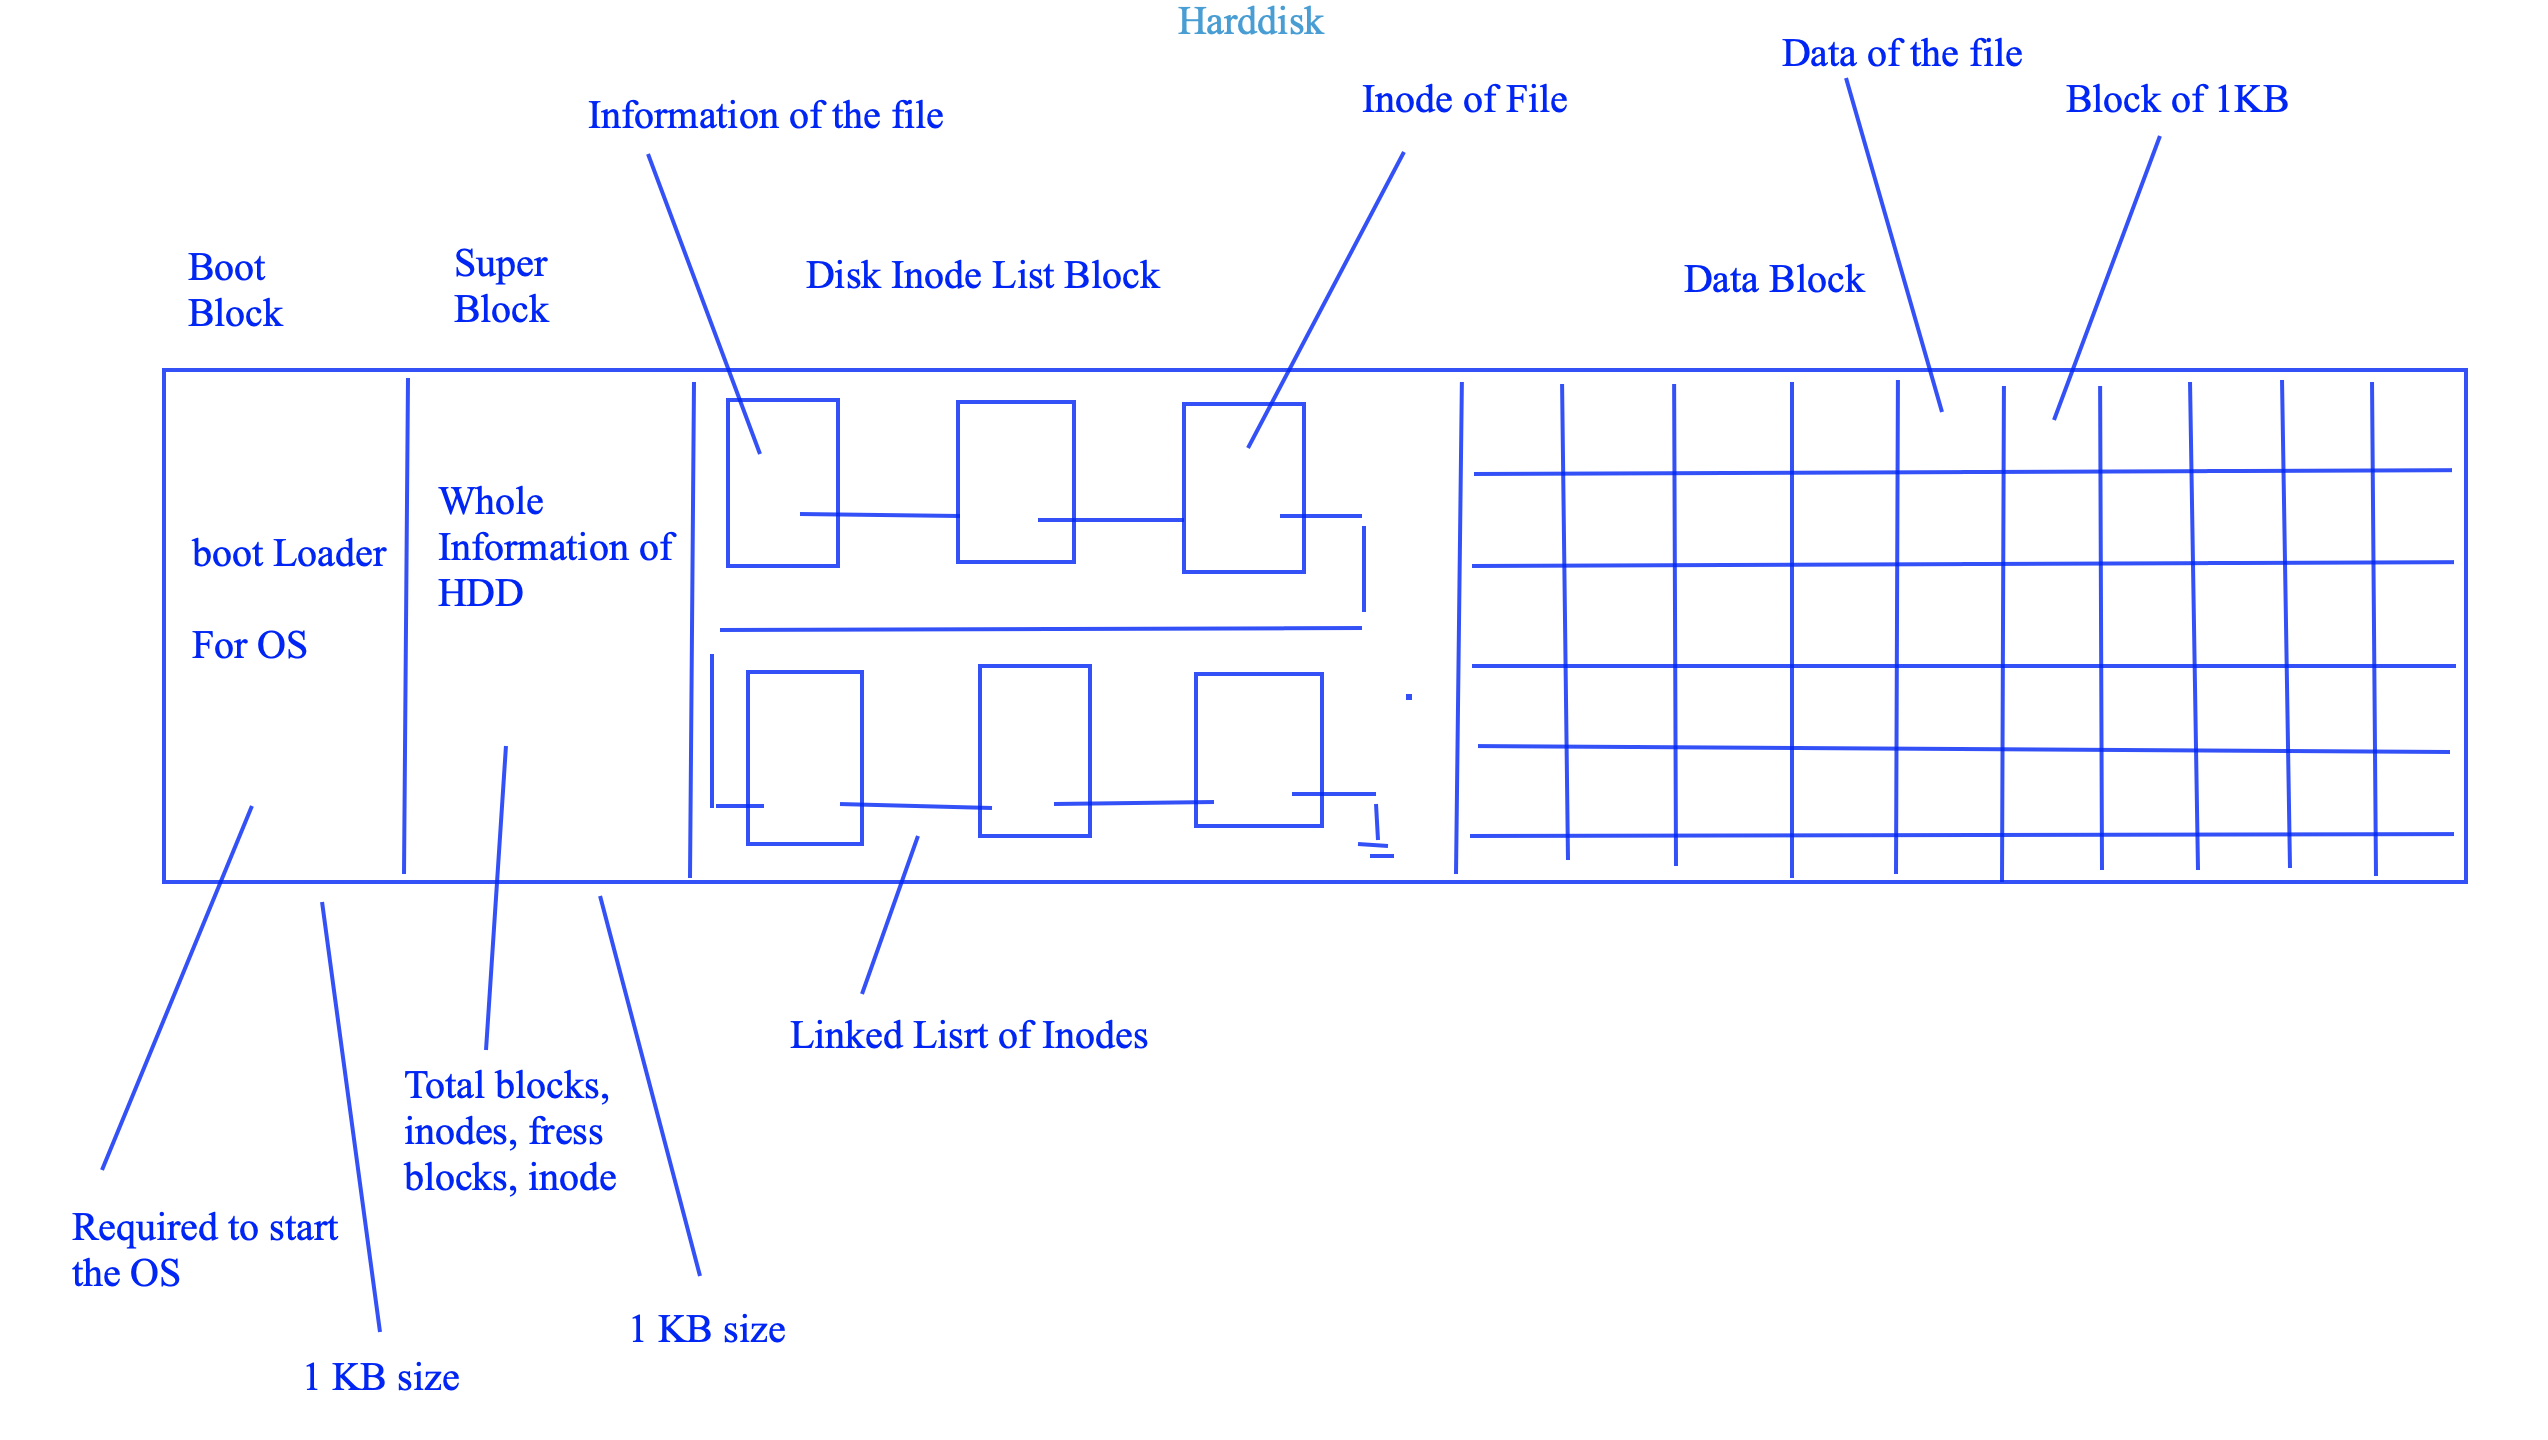 Harddisk
Data of the file
Information of the file
Inode of File
Block of 1KB
Boot
Block
Super
Block
Disk Inode List Block
Data Block
boot Loader
For OS
Whole
Information of
HDD
Linked Lisrt of Inodes
Total blocks,
inodes, fress
blocks, inode
Required to start
the OS
1 KB size
1 KB size